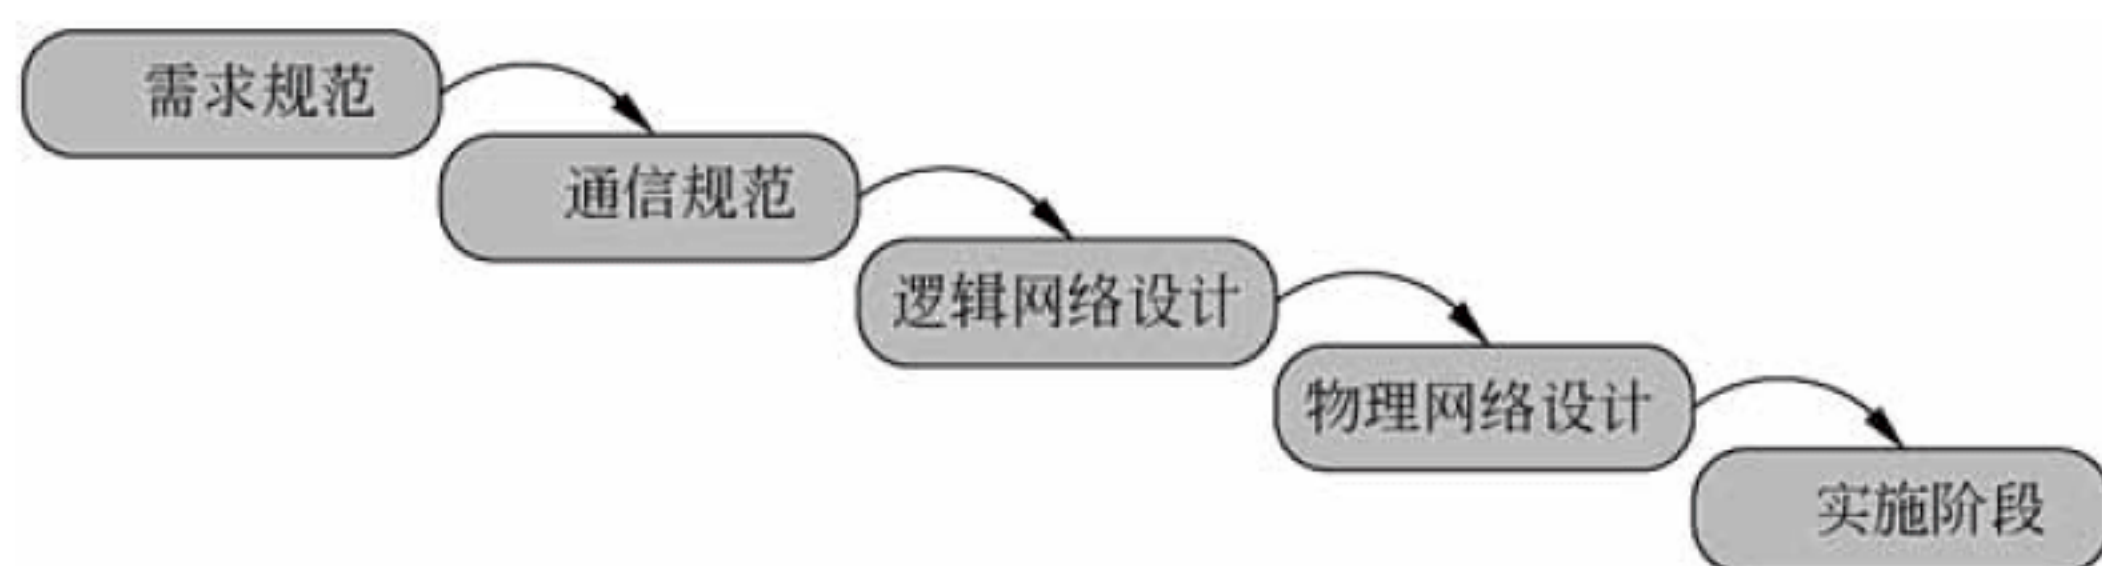 需求规范
通信规范
逻辑网络设计
物理网络设计
实施阶段